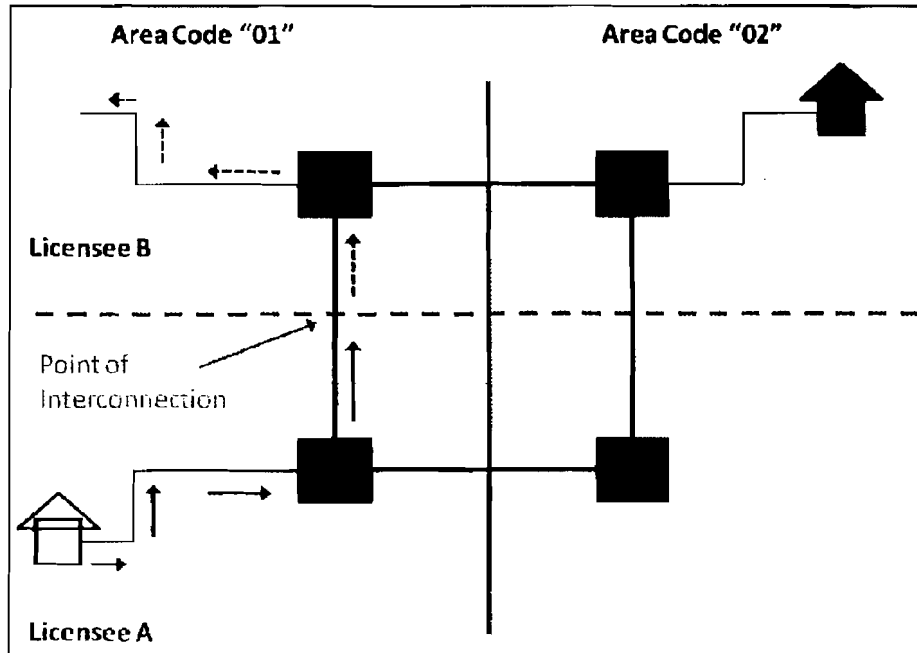 Area Code “01”
Area Code “02”
Licensee B
Point of
Interconnection
Licensee A